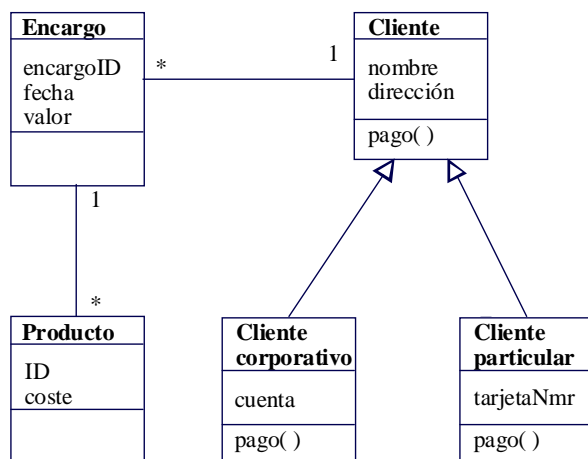 Encargo
encargoID
fecha
valor
*
1
Cliente
nombre
dirección
pago( )
1
*
Producto
ID
coste
Cliente
corporativo
cuenta
pago( )
Cliente
particular
tarjetaNmr
pago( )